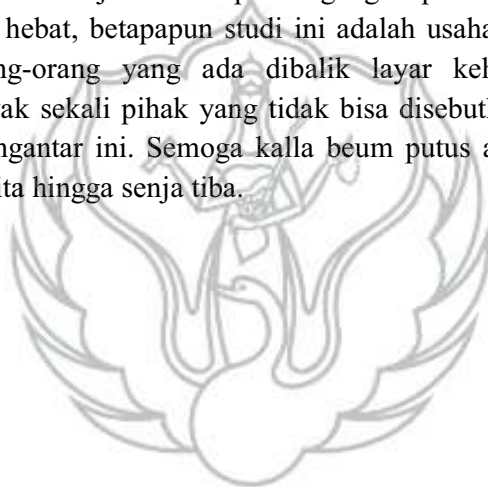 hebat, betapapun studi ini adalah usaha
ng-orang yang ada dibalik layar keh
ak sekali pihak yang tidak bisa disebutl
ngantar ini. Semoga kalla beum putus a
ita hingga senja tiba.